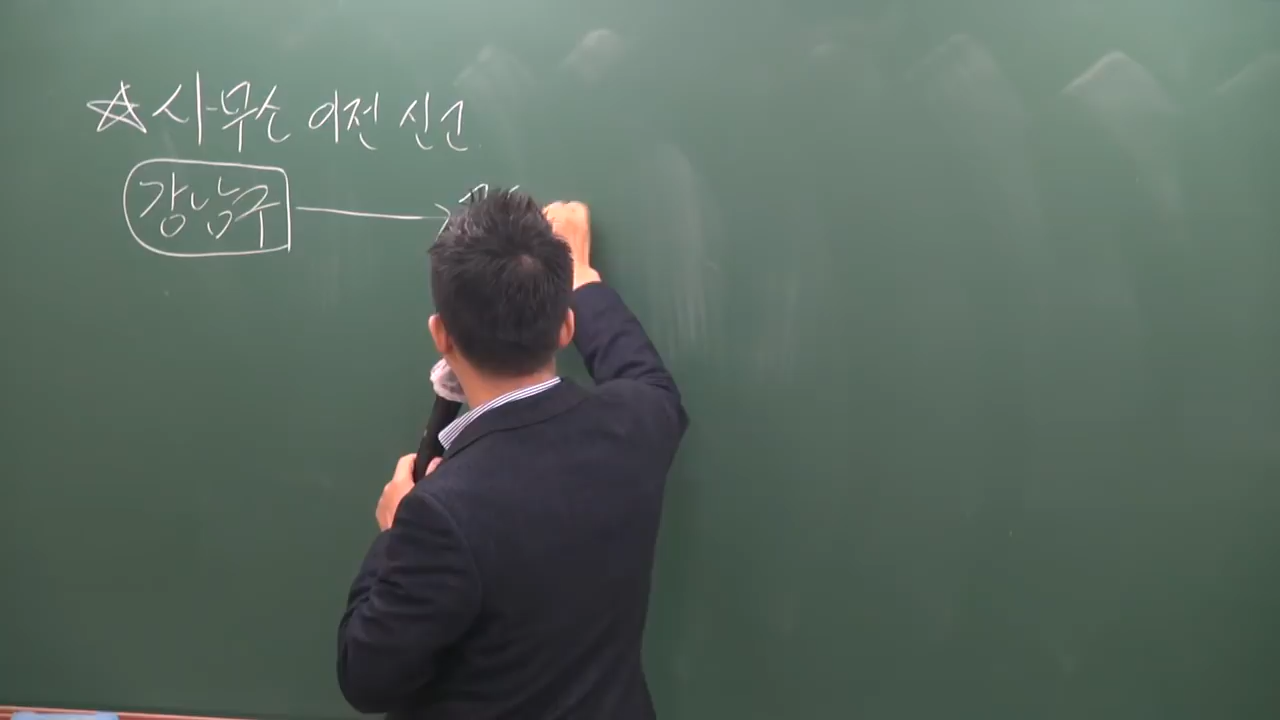 ☆사무소 이전 신고
강남구 →